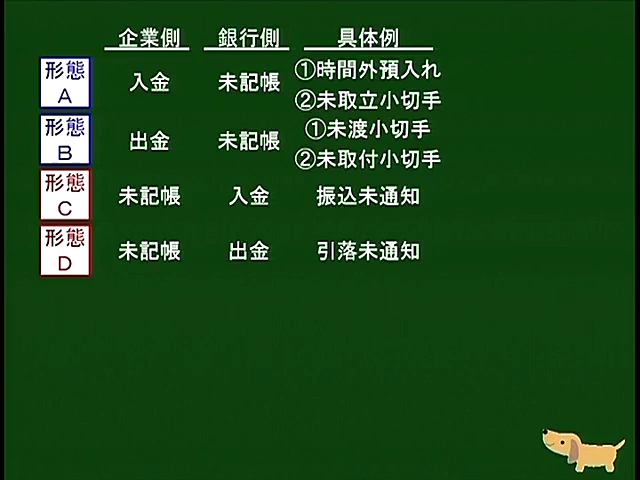 企業側 銀行側 具体例
形態A 入金 未記帳 ①時間外預入れ
②未取立小切手
形態B 出金 未記帳 ①未渡小切手
②未取付小切手
形態C 未記帳 入金 振込未通知
形態D 未記帳 出金 引落未通知